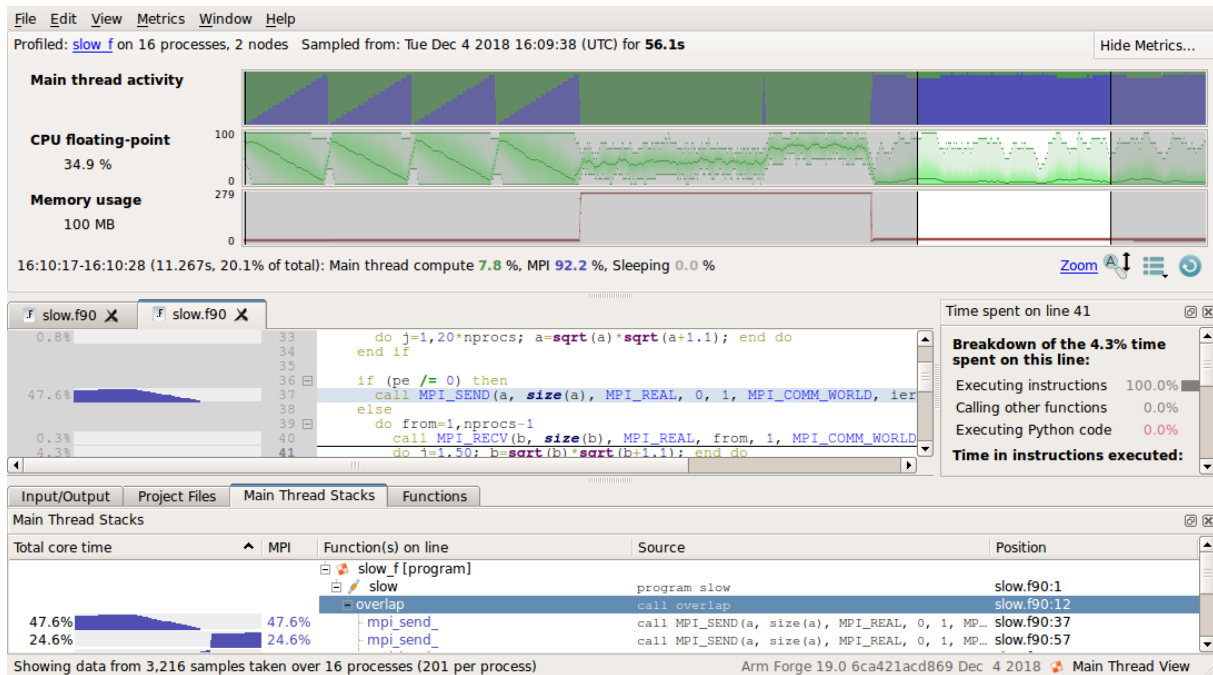 File Edit View Metrics Window Help
Profiled: slow_f on 16 processes, 2 nodes Sampled from: Tue Dec 4 2018 16:09:38 (UTC) for 56.1s
Hide Metrics...
Main thread activity
CPU floating-point
34.9 %
100
0
Memory usage
100 MB
279
0
16:10:17-16:10:28 (11.267s, 20.1% of total): Main thread compute 7.8 %, MPI 92.2 %, Sleeping 0.0 %
Zoom
slow.f90
slow.f90
0.8% 33 do j=1,20*nprocs; a=sqrt(a)*sqrt(a+1.1); end do
34 end if
35
36 if (pe /= 0) then
47.6% 37 call MPI_SEND(a, size(a), MPI_REAL, 0, 1, MPI_COMM_WORLD, ier
38 else
39 do from=1,nprocs-1
0.3% 40 call MPI_RECV(b, size(b), MPI_REAL, from, 1, MPI_COMM_WORLD
4.3% 41 do j=1,50; b=sqrt(b)*sqrt(b+1.1); end do
Time spent on line 41
Breakdown of the 4.3% time
spent on this line:
Executing instructions 100.0%
Calling other functions 0.0%
Executing Python code 0.0%
Time in instructions executed:
Input/Output Project Files Main Thread Stacks Functions
Main Thread Stacks
Total core time MPI Function(s) on line Source Position
slow_f [program]
slow program slow slow.f90:1
overlap call overlap slow.f90:12
47.6% 47.6% mpi_send_ call MPI_SEND(a, size(a), MPI_REAL, 0, 1, MP… slow.f90:37
24.6% 24.6% mpi_send_ call MPI_SEND(a, size(a), MPI_REAL, 0, 1, MP… slow.f90:57
Showing data from 3,216 samples taken over 16 processes (201 per process)
Arm Forge 19.0 6ca421acd869 Dec 4 2018 Main Thread View